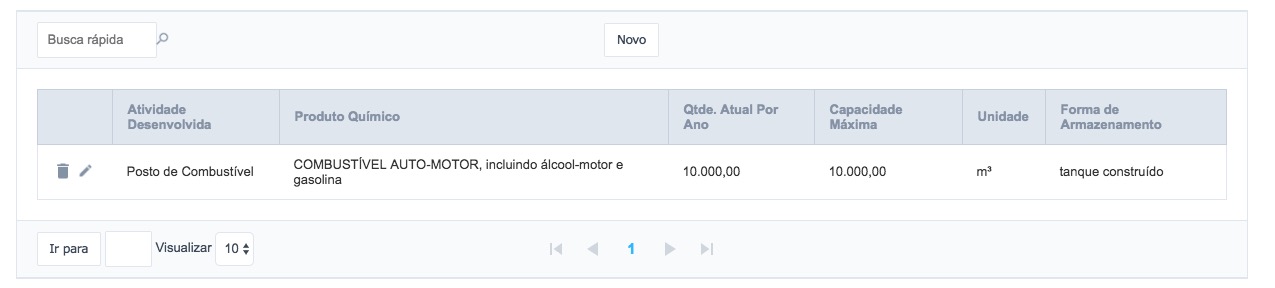 Busca rápida
Novo
Atividade Desenvolvida
Produto Químico
Qtde. Atual Por Ano
Capacidade Máxima
Unidade
Forma de Armazenamento
Posto de Combustível
COMBUSTÍVEL AUTO-MOTOR, incluindo álcool-motor e
gasolina
10.000,00
10.000,00
m³
tanque construído
Ir para
Visualizar
10
1